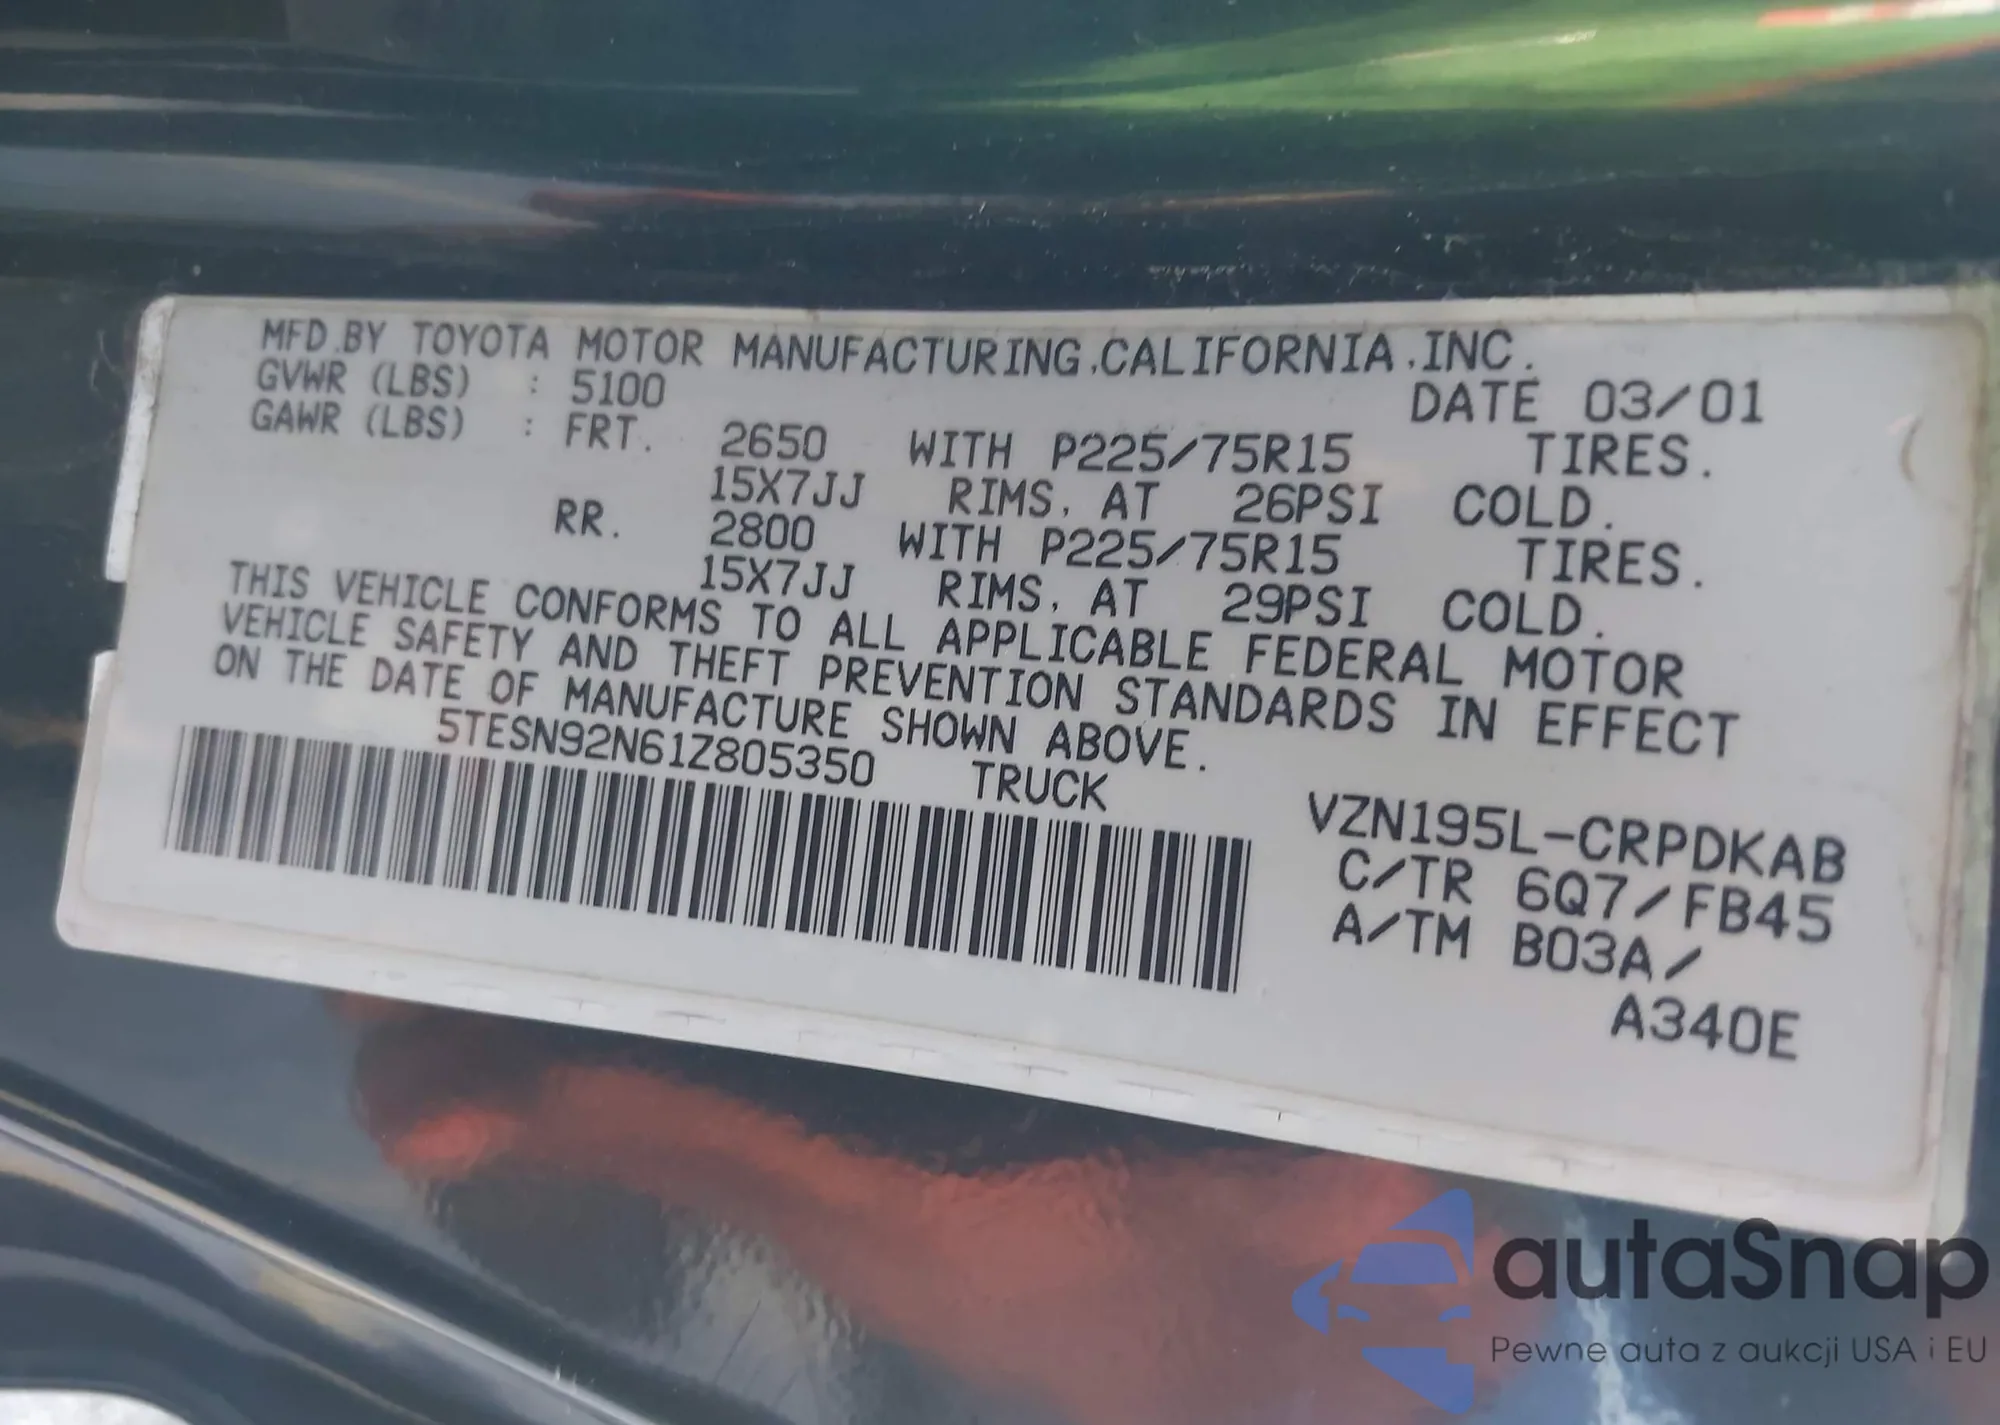 MFD.BY TOYOTA MOTOR MANUFACTURING,CALIFORNIA,INC.
GVWR (LBS) : 5100 DATE 03/01
GAWR (LBS) : FRT. 2650 WITH P225/75R15 TIRES.
15X7JJ RIMS, AT 26PSI COLD.
RR. 2800 WITH P225/75R15 TIRES.
15X7JJ RIMS, AT 29PSI COLD.
THIS VEHICLE CONFORMS TO ALL APPLICABLE FEDERAL MOTOR
VEHICLE SAFETY AND THEFT PREVENTION STANDARDS IN EFFECT
ON THE DATE OF MANUFACTURE SHOWN ABOVE.
5TESN92N61Z805350 TRUCK
VZN195L-CRPDKAB
C/TR 6Q7/FB45
A/TM B03A/
A340E
autaSnap
Pewne auta z aukcji USA i EU